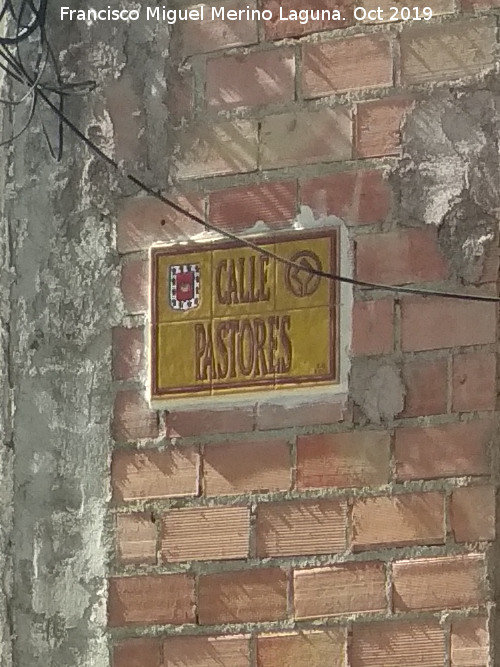 Francisco Miguel Merino Laguna. Oct 2019
CALLE
PASTORES